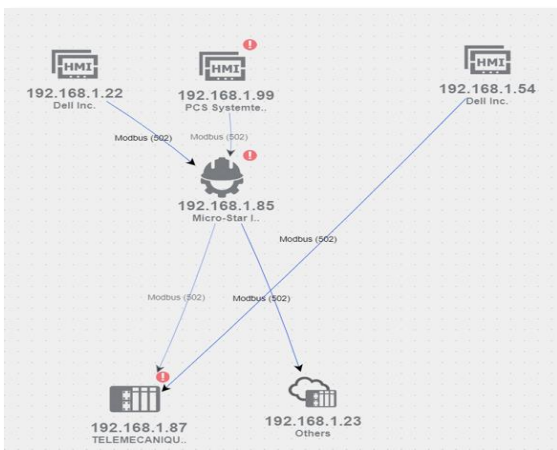 HMI
192.168.1.22
Dell Inc.
HMI
192.168.1.99
PCS Systemte..
HMI
192.168.1.54
Dell Inc.
Modbus (502)
Modbus (502)
192.168.1.85
Micro-Star I..
Modbus (502)
Modbus (502)
Modbus (502)
192.168.1.87
TELEMECANIQU..
192.168.1.23
Others